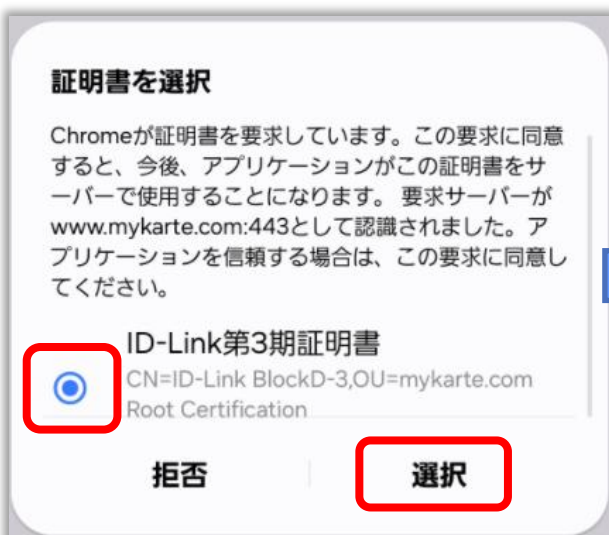 証明書を選択
Chromeが証明書を要求しています。この要求に同意
すると、今後、アプリケーションがこの証明書をサ
ーバーで使用することになります。 要求サーバーが
www.mykarte.com:443として認識されました。ア
プリケーションを信頼する場合は、この要求に同意し
てください。
ID-Link第3期証明書
CN=ID-Link BlockD-3,OU=mykarte.com
Root Certification
拒否
選択